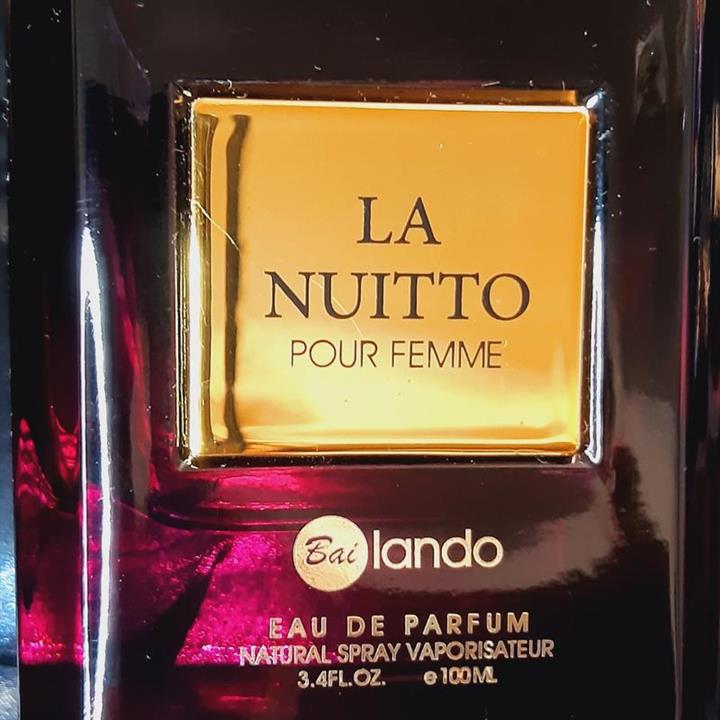 LA
NUITTO
POUR FEMME
Bai lando
EAU DE PARFUM
NATURAL SPRAY VAPORISATEUR
3.4FL.OZ. e100ML